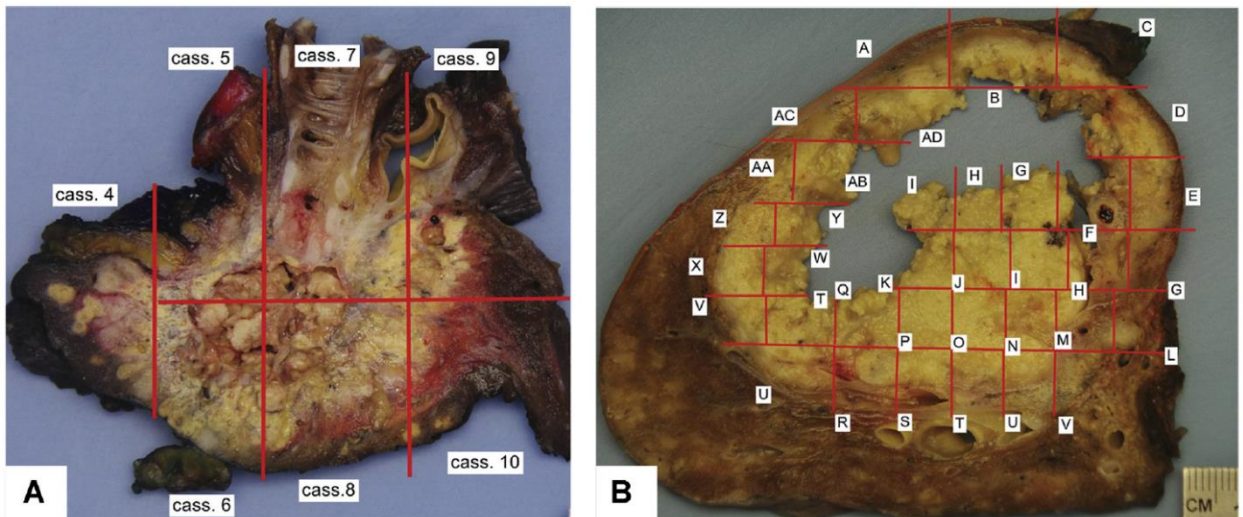 cass. 5
cass. 7
cass. 9
cass. 4
cass. 10
cass.8
cass. 6
A
A
C
B
D
AC
AD
AA
AB
I
H
G
E
Z
Y
F
X
W
K
J
I
H
G
V
T
Q
P
O
N
M
L
U
R
S
T
U
V
B
CM